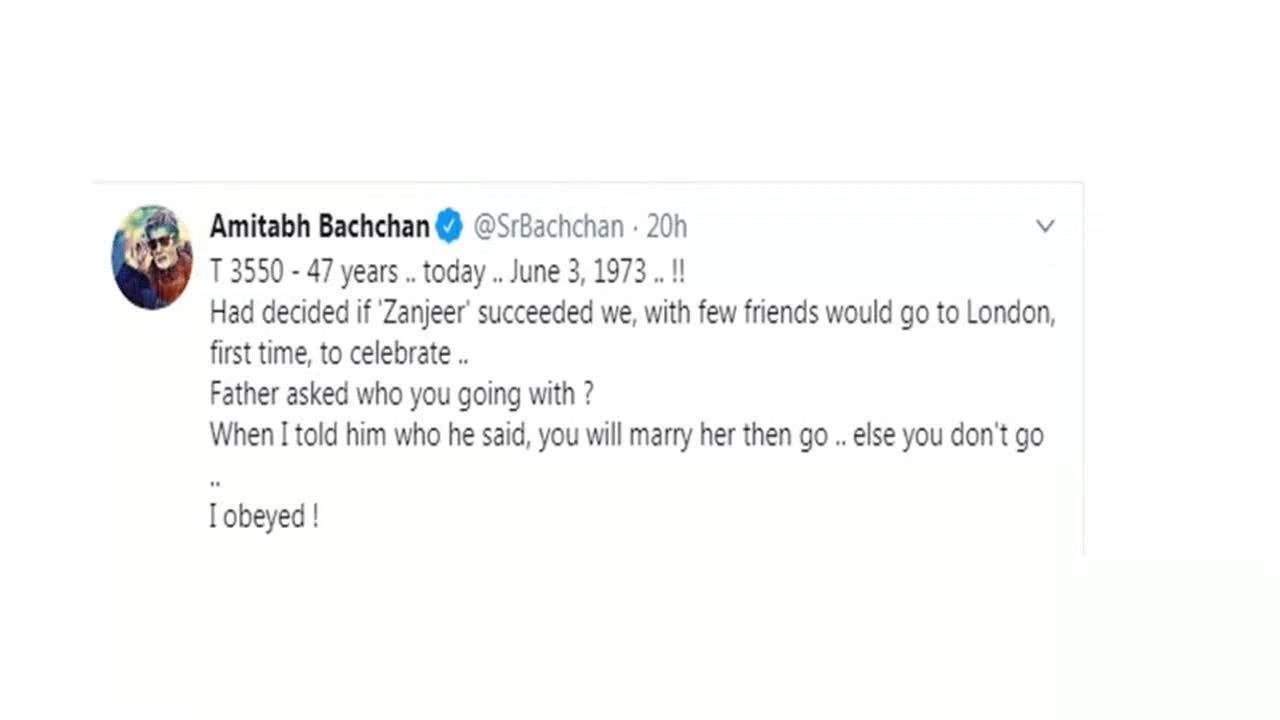 Amitabh Bachchan @SrBachchan · 20h
T 3550 - 47 years .. today .. June 3, 1973 .. !!
Had decided if 'Zanjeer' succeeded we, with few friends would go to London,
first time, to celebrate ..
Father asked who you going with ?
When I told him who he said, you will marry her then go .. else you don't go
..
I obeyed !